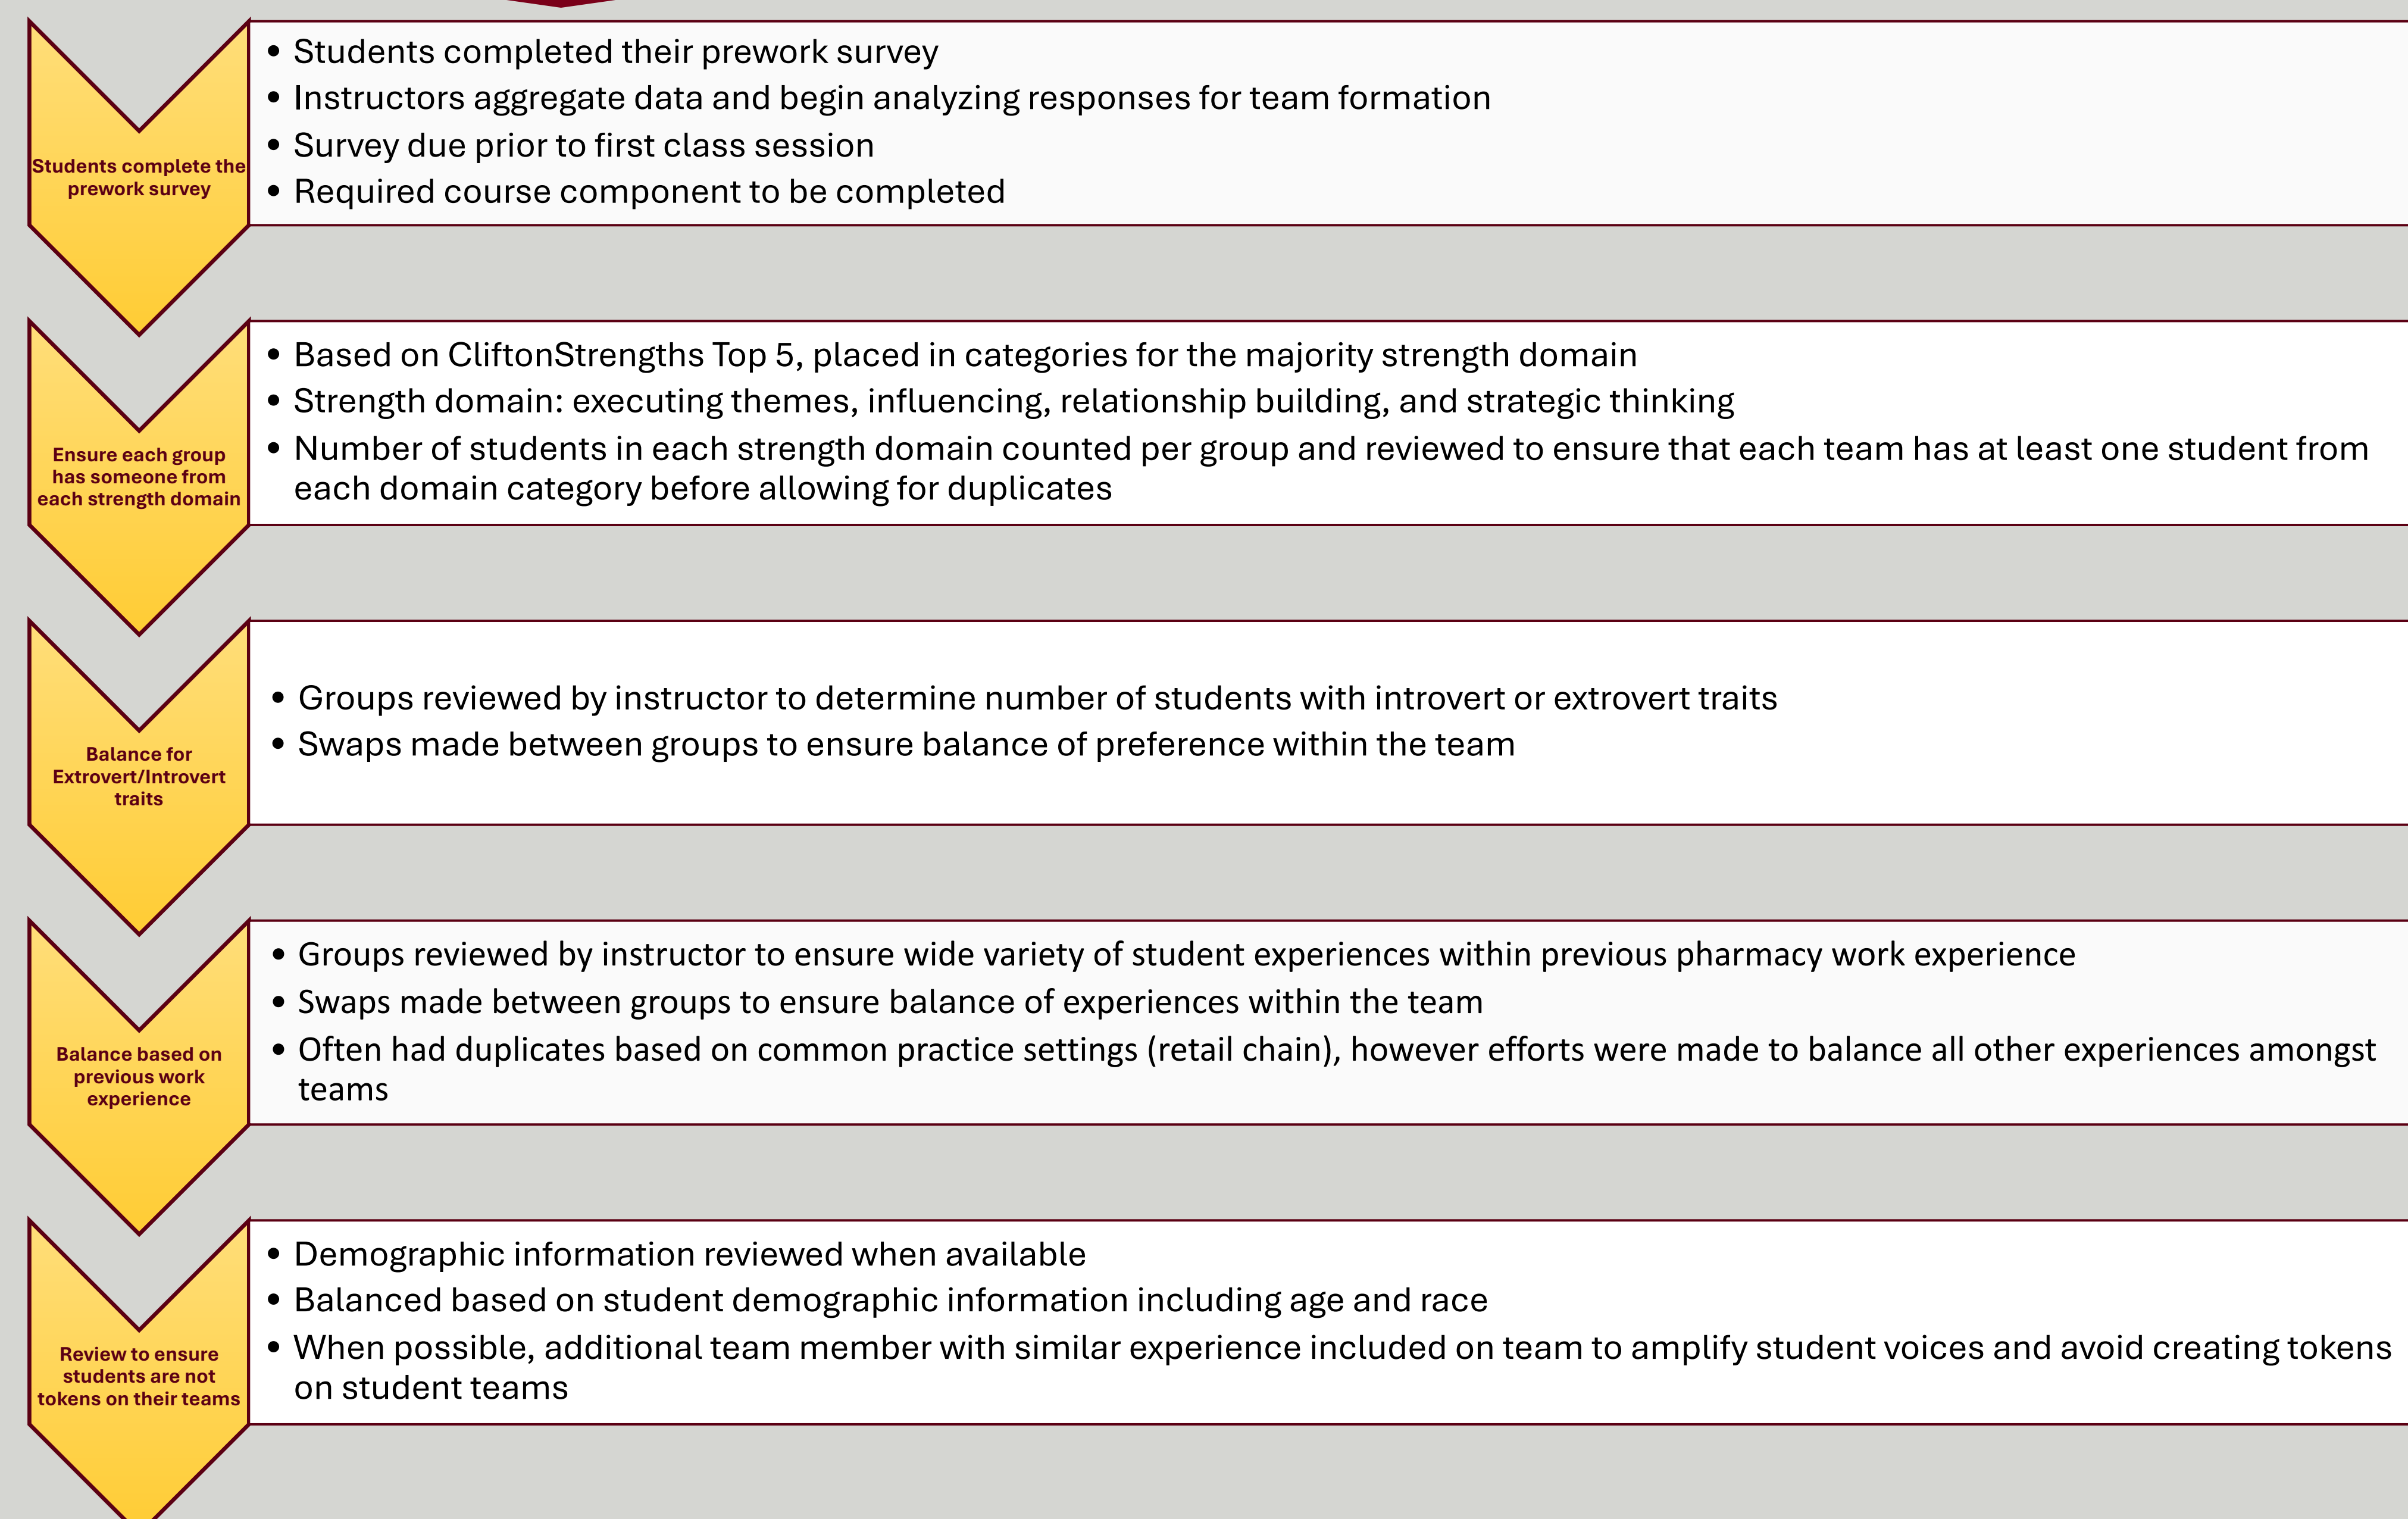 Students complete the
prework survey
• Students completed their prework survey
• Instructors aggregate data and begin analyzing responses for team formation
• Survey due prior to first class session
• Required course component to be completed
Ensure each group
has someone from
each strength domain
• Based on CliftonStrengths Top 5, placed in categories for the majority strength domain
• Strength domain: executing themes, influencing, relationship building, and strategic thinking
• Number of students in each strength domain counted per group and reviewed to ensure that each team has at least one student from
each domain category before allowing for duplicates
Balance for
Extrovert/Introvert
traits
• Groups reviewed by instructor to determine number of students with introvert or extrovert traits
• Swaps made between groups to ensure balance of preference within the team
Balance based on
previous work
experience
• Groups reviewed by instructor to ensure wide variety of student experiences within previous pharmacy work experience
• Swaps made between groups to ensure balance of experiences within the team
• Often had duplicates based on common practice settings (retail chain), however efforts were made to balance all other experiences amongst
teams
Review to ensure
students are not
tokens on their teams
• Demographic information reviewed when available
• Balanced based on student demographic information including age and race
• When possible, additional team member with similar experience included on team to amplify student voices and avoid creating tokens
on student teams